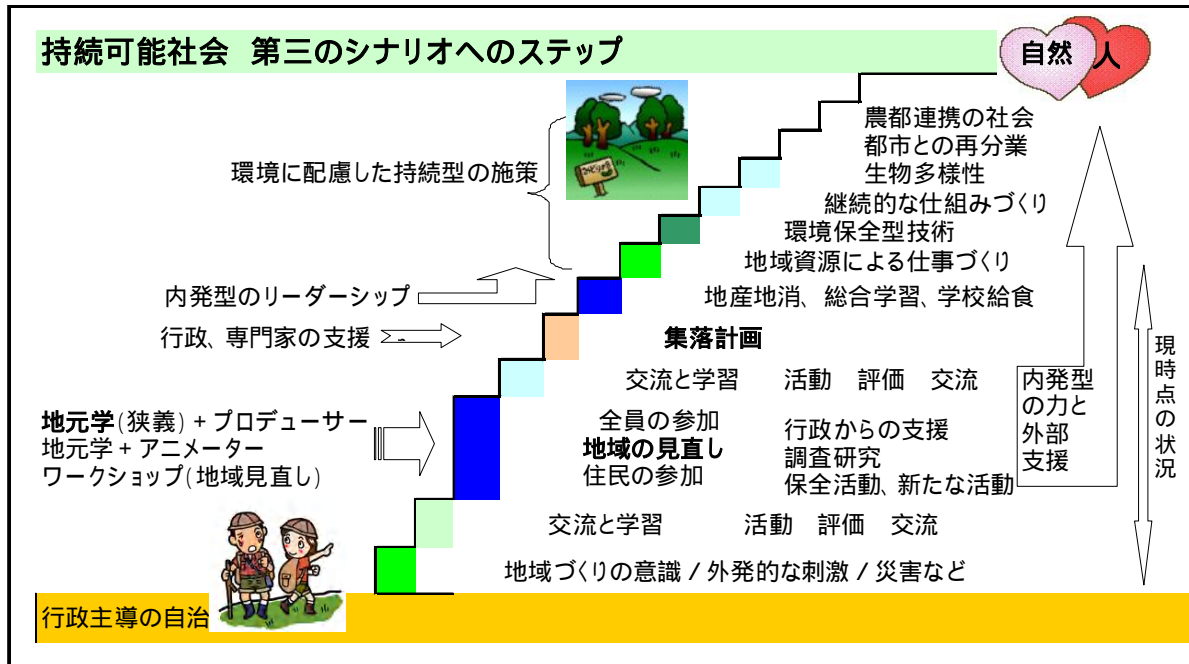 持続可能社会 第三のシナリオへのステップ
自然 人
農都連携の社会
都市との再分業
環境に配慮した持続型の施策
生物多様性
継続的な仕組みづくり
環境保全型技術
地域資源による仕事づくり
内発型のリーダーシップ
地産地消、総合学習、学校給食
行政、専門家の支援
集落計画
交流と学習 活動 評価 交流
内発型
の力と
外部
支援
現時点の状況
地元学(狭義)+プロデューサー
地元学+アニメーター
ワークショップ(地域見直し)
全員の参加
地域の見直し
住民の参加
行政からの支援
調査研究
保全活動、新たな活動
交流と学習 活動 評価 交流
地域づくりの意識 / 外発的な刺激 / 災害など
行政主導の自治